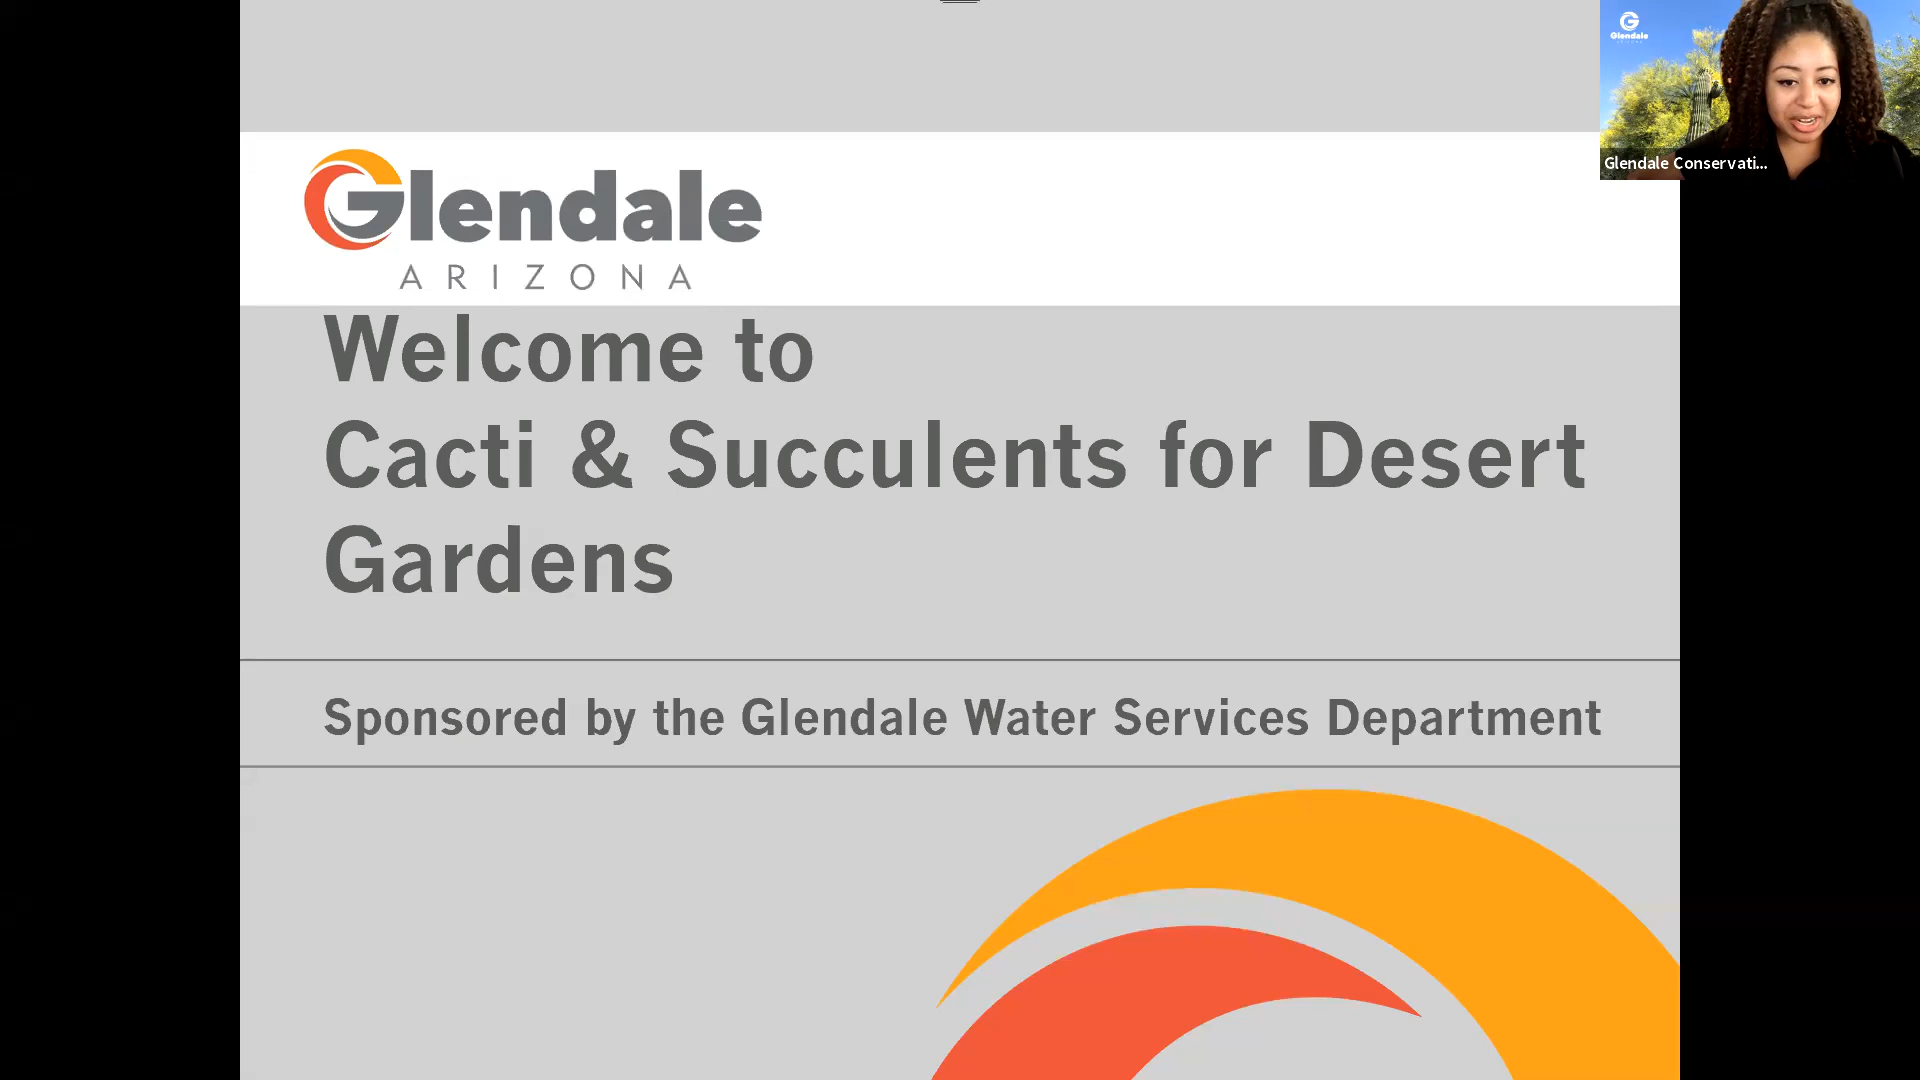 Glendale
ARIZONA
Welcome to
Cacti & Succulents for Desert
Gardens
Sponsored by the Glendale Water Services Department
Glendale
Glendale Conservati...